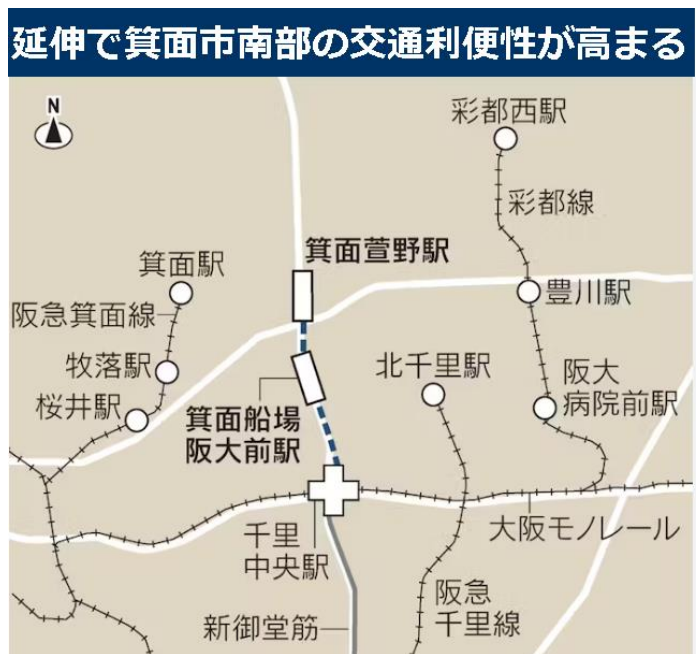 延伸で箕面市南部の交通利便性が高まる
N
彩都西駅
彩都線
箕面萱野駅
箕面駅
豊川駅
阪急箕面線
牧落駅
北千里駅
阪大
病院前駅
桜井駅
箕面船場
阪大前駅
大阪モノレール
千里
中央駅
阪急
千里線
新御堂筋